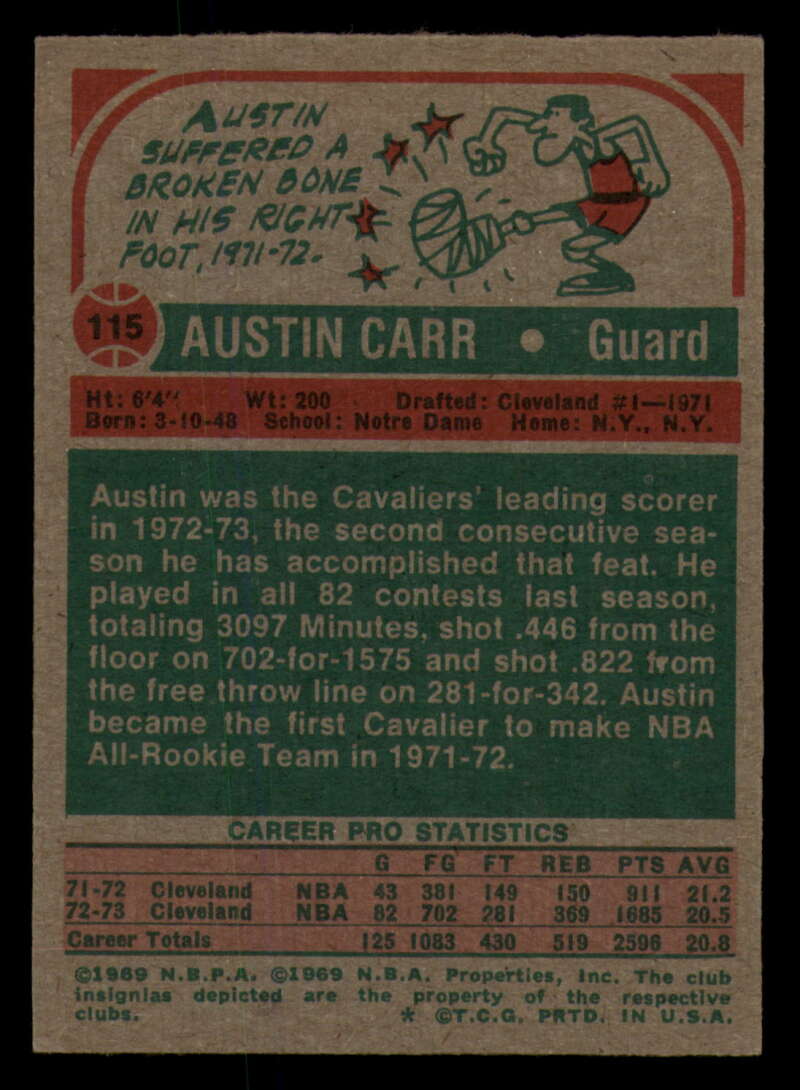 AUSTIN
SUFFERED A
BROKEN BONE
IN HIS RIGHT
FOOT, 1971-72.
115 AUSTIN CARR • Guard
Ht: 6'4" Wt: 200 Drafted: Cleveland #1—1971
Born: 3-10-48 School: Notre Dame Home: N.Y., N.Y.
Austin was the Cavaliers' leading scorer
in 1972-73, the second consecutive sea-
son he has accomplished that feat. He
played in all 82 contests last season,
totaling 3097 Minutes, shot .446 from the
floor on 702-for-1575 and shot .822 from
the free throw line on 281-for-342. Austin
became the first Cavalier to make NBA
All-Rookie Team in 1971-72.
CAREER PRO STATISTICS
G FG FT REB PTS AVG
71-72 Cleveland NBA 43 381 149 150 911 21.2
72-73 Cleveland NBA 82 702 281 369 1685 20.5
Career Totals 125 1083 430 519 2596 20.8
©1969 N.B.P.A. ©1969 N.B.A. Properties, Inc. The club
insignias depicted are the property of the respective
clubs. * ©T.C.G. PRTD. IN U.S.A.